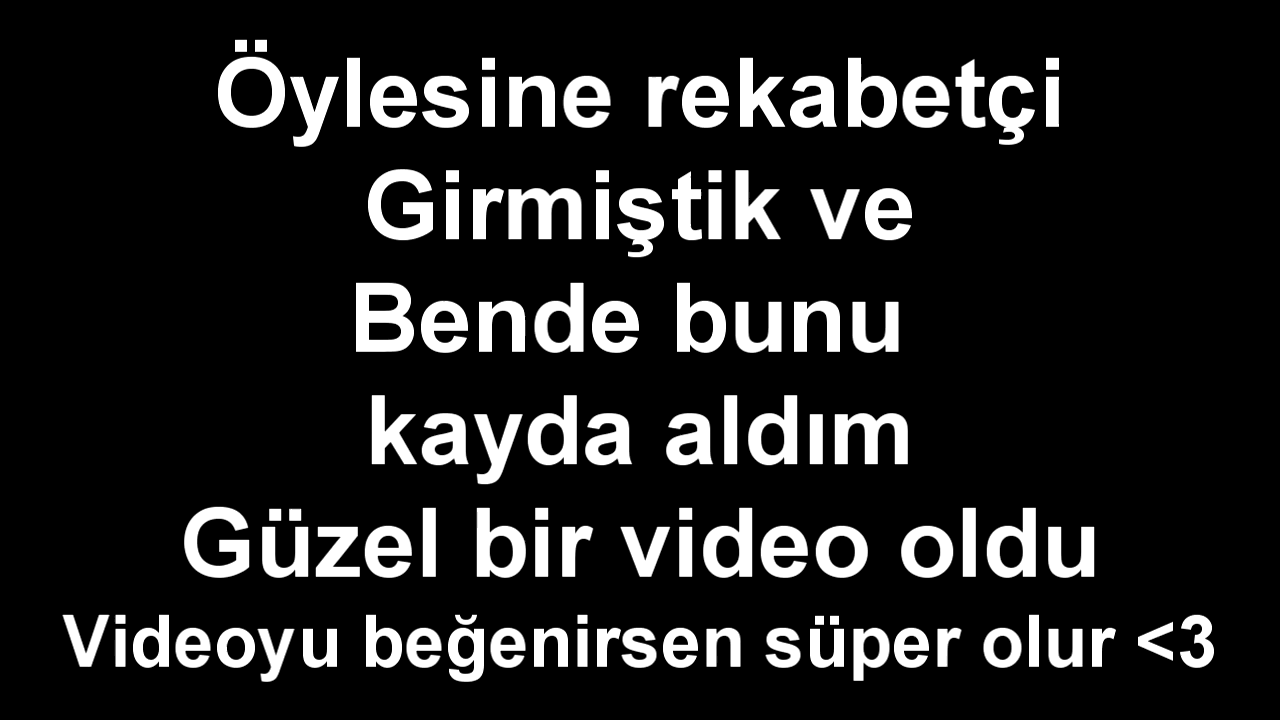 Öylesine rekabetçi
Girmiştik ve
Bende bunu
kayda aldım
Güzel bir video oldu
Videoyu beğenirsen süper olur <3